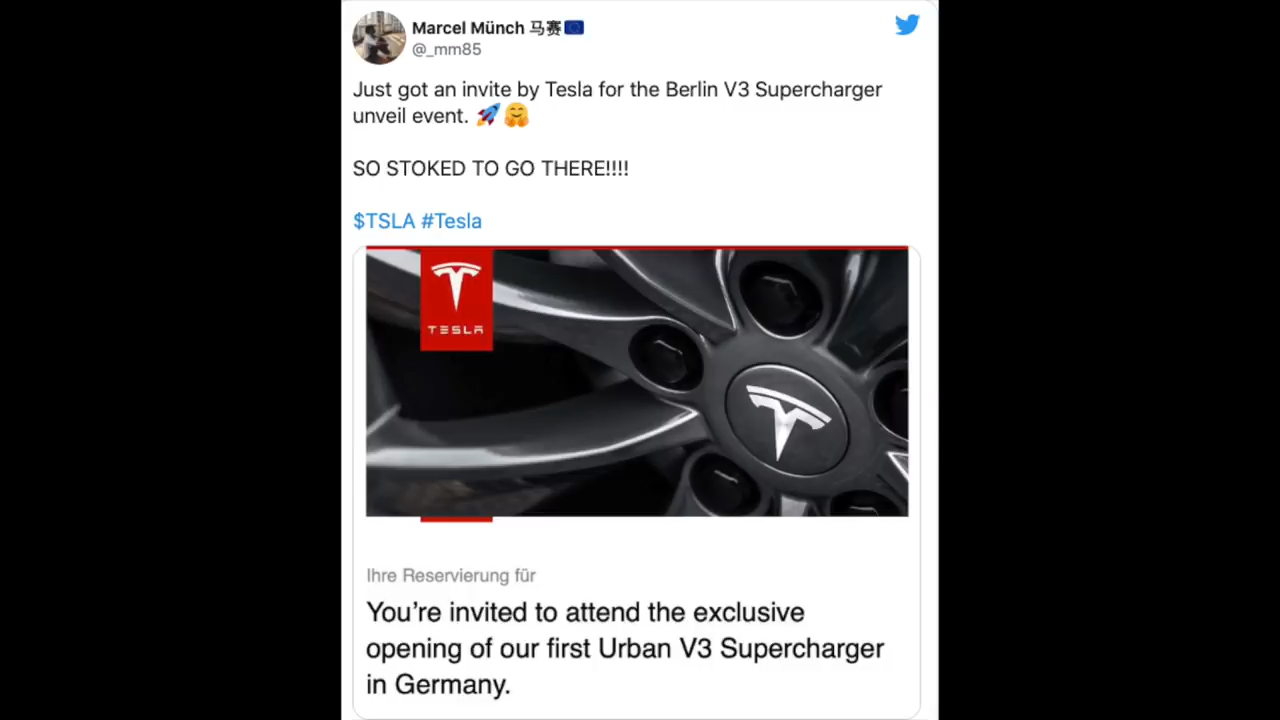 Marcel Münch 马赛🇪🇺
@_mm85
Just got an invite by Tesla for the Berlin V3 Supercharger
unveil event. 🚀🤗
SO STOKED TO GO THERE!!!!
$TSLA #Tesla
TESLA
Ihre Reservierung für
You’re invited to attend the exclusive
opening of our first Urban V3 Supercharger
in Germany.